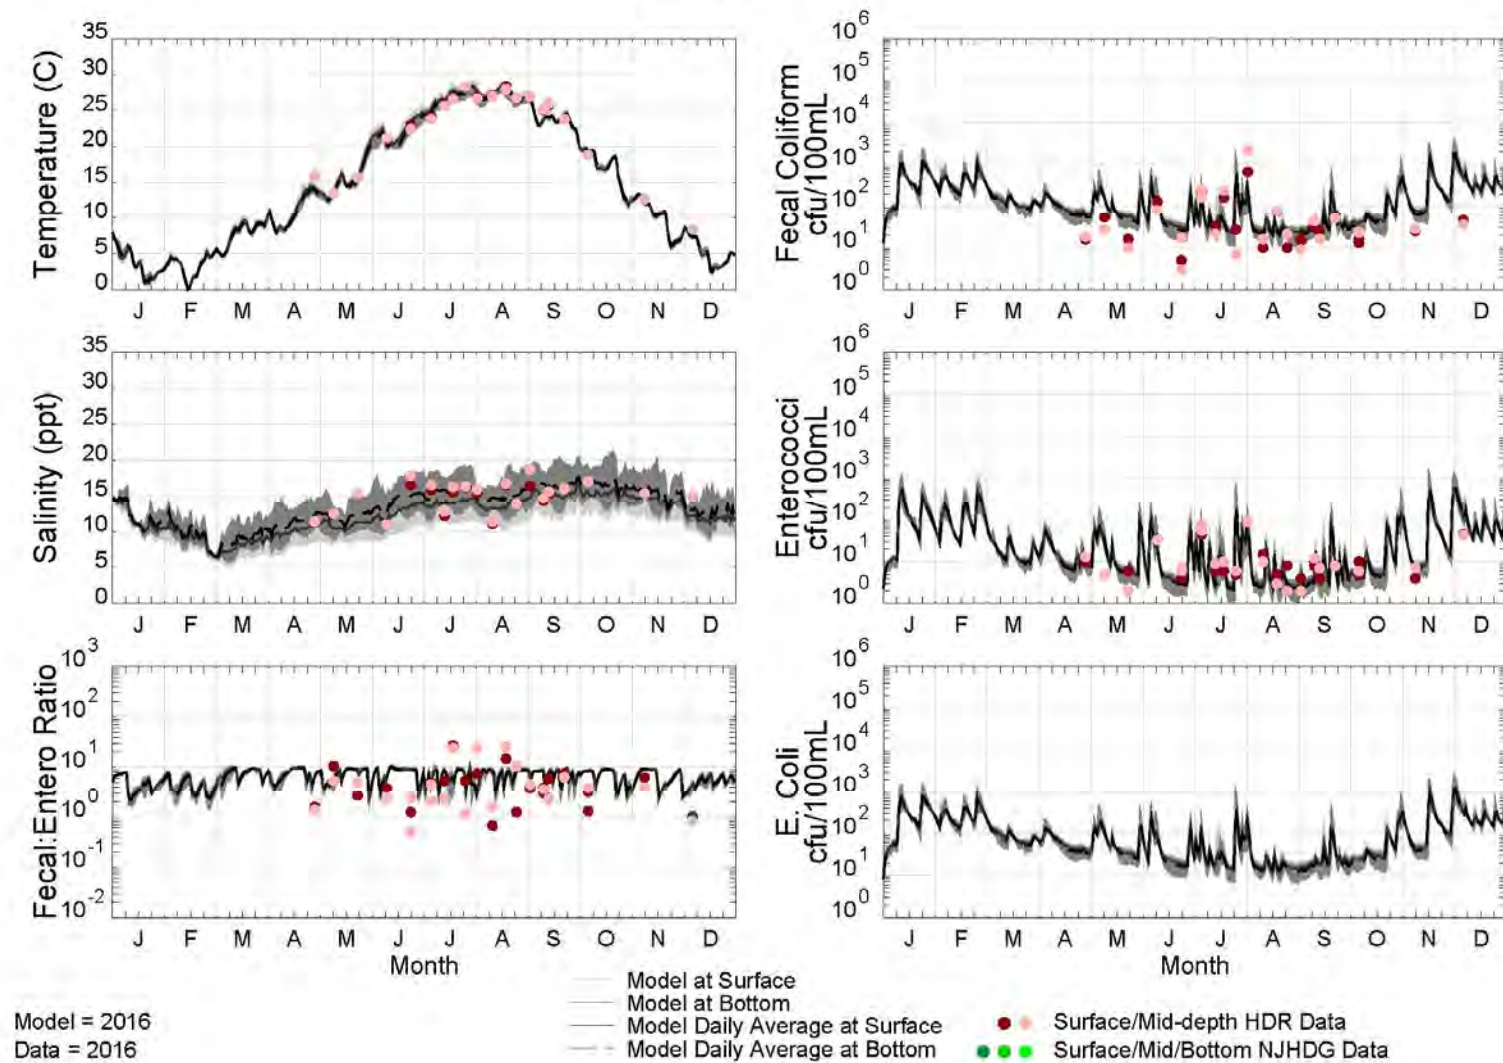 Temperature (C)
35
30
25
20
15
10
5
0
J F M A M J J A S O N D
Fecal Coliform
cfu/100mL
10^6
10^5
10^4
10^3
10^2
10^1
10^0
J F M A M J J A S O N D
Salinity (ppt)
35
30
25
20
15
10
5
0
J F M A M J J A S O N D
Enterococci
cfu/100mL
10^6
10^5
10^4
10^3
10^2
10^1
10^0
J F M A M J J A S O N D
Fecal:Entero Ratio
10^3
10^2
10^1
10^0
10^-1
10^-2
J F M A M J J A S O N D
Month
E. Coli
cfu/100mL
10^6
10^5
10^4
10^3
10^2
10^1
10^0
J F M A M J J A S O N D
Month
Model = 2016
Data = 2016
Model at Surface
Model at Bottom
Model Daily Average at Surface
Model Daily Average at Bottom
Surface/Mid-depth HDR Data
Surface/Mid/Bottom NJHDG Data